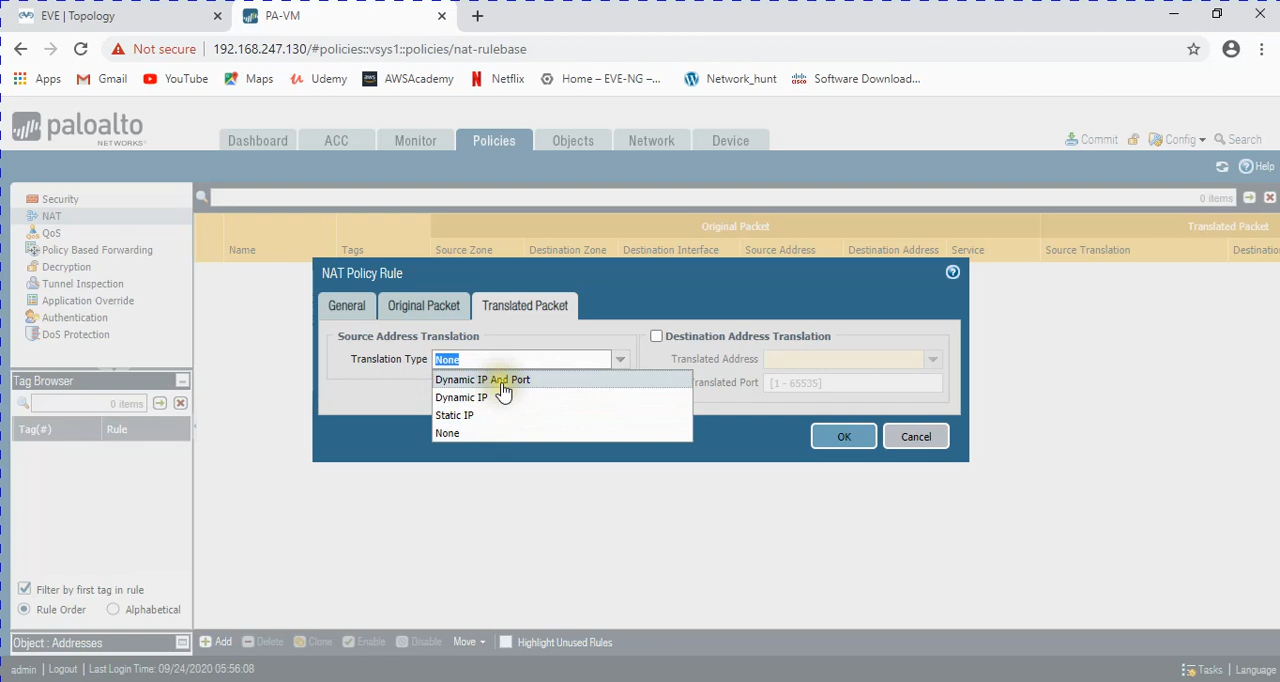 EVE | Topology
PA-VM
Not secure
192.168.247.130/#policies::vsys1::policies/nat-rulebase
Apps
Gmail
YouTube
Maps
Udemy
AWSAcademy
Netflix
Home – EVE-NG –...
Network_hunt
Software Download...
paloalto
NETWORKS
Dashboard
ACC
Monitor
Policies
Objects
Network
Device
Commit
Config
Search
Help
Security
NAT
QoS
Policy Based Forwarding
Decryption
Tunnel Inspection
Application Override
Authentication
DoS Protection
0 items
Original Packet
Translated Packet
Name
Tags
Source Zone
Destination Zone
Destination Interface
Source Address
Destination Address
Service
Source Translation
Destinatio
NAT Policy Rule
General
Original Packet
Translated Packet
Source Address Translation
Translation Type
None
Dynamic IP And Port
Dynamic IP
Static IP
None
Destination Address Translation
Translated Address
ranslated Port
[1 - 65535]
OK
Cancel
Tag Browser
0 items
Tag(#)
Rule
Filter by first tag in rule
Rule Order
Alphabetical
Object : Addresses
Add
Delete
Clone
Enable
Disable
Move
Highlight Unused Rules
admin | Logout | Last Login Time: 09/24/2020 05:56:08
Tasks | Language